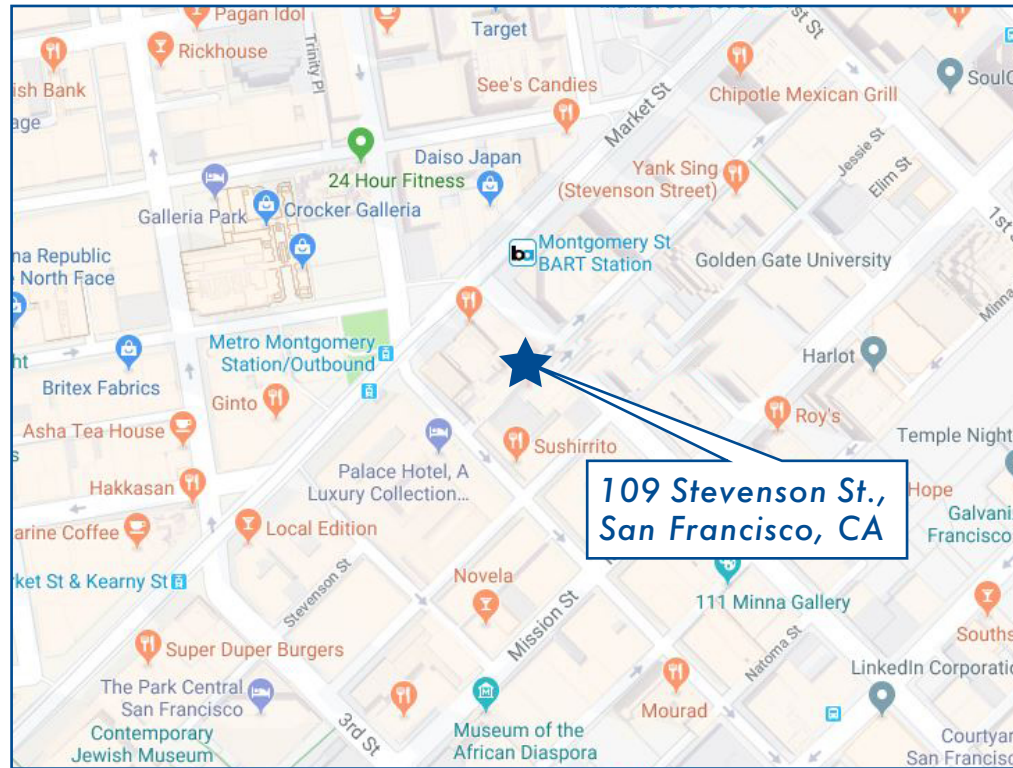 Pagan Idol
Rickhouse
Trinity Pl
Target
1st St
ish Bank
age
See's Candies
Market St
Chipotle Mexican Grill
SoulC
24 Hour Fitness
Daiso Japan
Yank Sing
(Stevenson Street)
Jessie St
Elim St
Galleria Park
Crocker Galleria
Montgomery St
BART Station
Golden Gate University
1st S
na Republic
North Face
Minna
Metro Montgomery
Station/Outbound
Harlot
ht
Britex Fabrics
Ginto
Roy's
Asha Tea House
s
Sushirrito
Temple Night
Palace Hotel, A
Luxury Collection...
Hakkasan
109 Stevenson St.,
San Francisco, CA
Hope
Galvani
Francisco
arine Coffee
Local Edition
rket St & Kearny St
Stevenson St
Novela
111 Minna Gallery
Mission St
Super Duper Burgers
Natoma St
Souths
LinkedIn Corporatio
The Park Central
San Francisco
Mourad
Contemporary
Jewish Museum
3rd St
Museum of the
African Diaspora
Courtyar
San Francisc